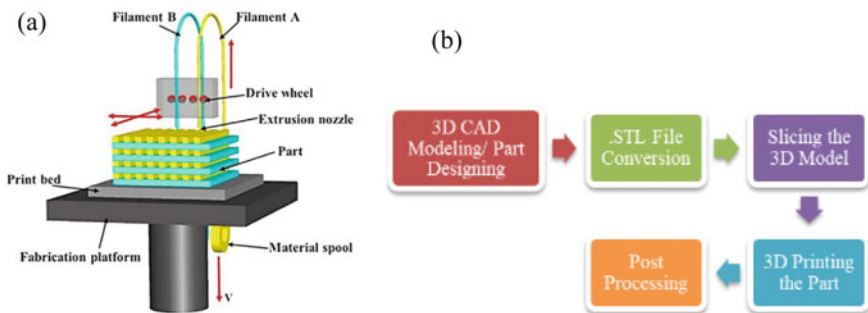 (a)
Filament B
Filament A
Drive wheel
Extrusion nozzle
Part
Print bed
Fabrication platform
Material spool
V
(b)
3D CAD
Modeling/ Part
Designing
.STL File
Conversion
Slicing the
3D Model
3D Printing
the Part
Post
Processing